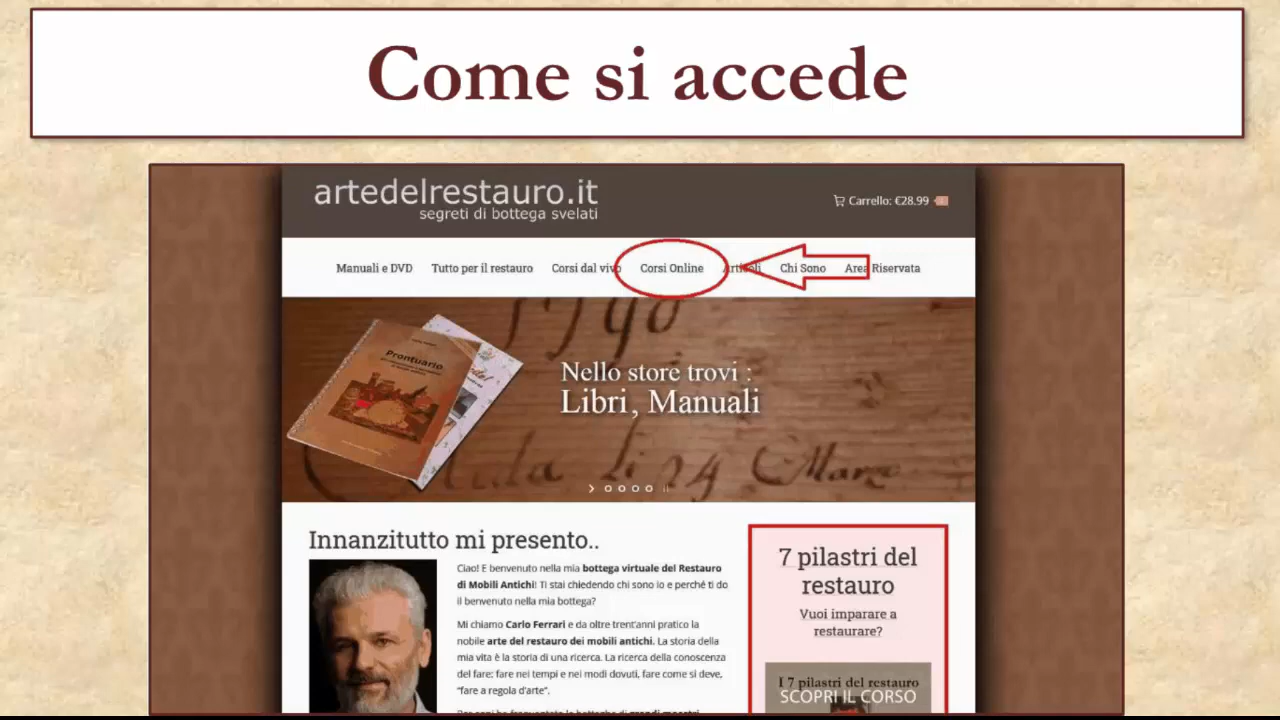 Come si accede
artedelrestauro.it
segreti di bottega svelati
Carrello: €28.99
Manuali e DVD Tutto per il restauro Corsi dal vivo Corsi Online Articoli Chi Sono Area Riservata
Prontuario
Nello store trovi :
Libri, Manuali
Innanzitutto mi presento..
Ciao! E benvenuto nella mia bottega virtuale del Restauro
di Mobili Antichi! Ti stai chiedendo chi sono io e perché ti do
il benvenuto nella mia bottega?
Mi chiamo Carlo Ferrari e da oltre trent'anni pratico la
nobile arte del restauro dei mobili antichi. La storia della
mia vita è la storia di una ricerca. La ricerca della conoscenza
del fare; fare nei tempi e nei modi dovuti, fare come si deve,
"fare a regola d'arte".
7 pilastri del
restauro
Vuoi imparare a
restaurare?
I 7 pilastri del restauro
SCOPRI IL CORSO